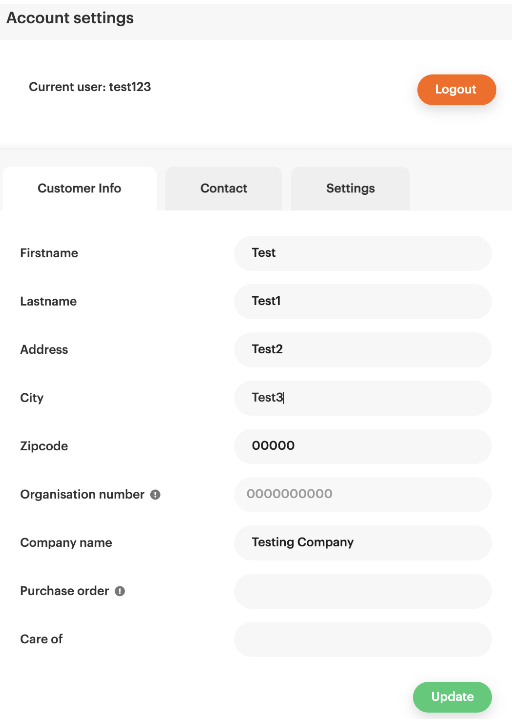 Account settings
Current user: test123
Logout
Customer Info
Contact
Settings
Firstname
Test
Lastname
Test1
Address
Test2
City
Test3
Zipcode
00000
Organisation number
0000000000
Company name
Testing Company
Purchase order
Care of
Update